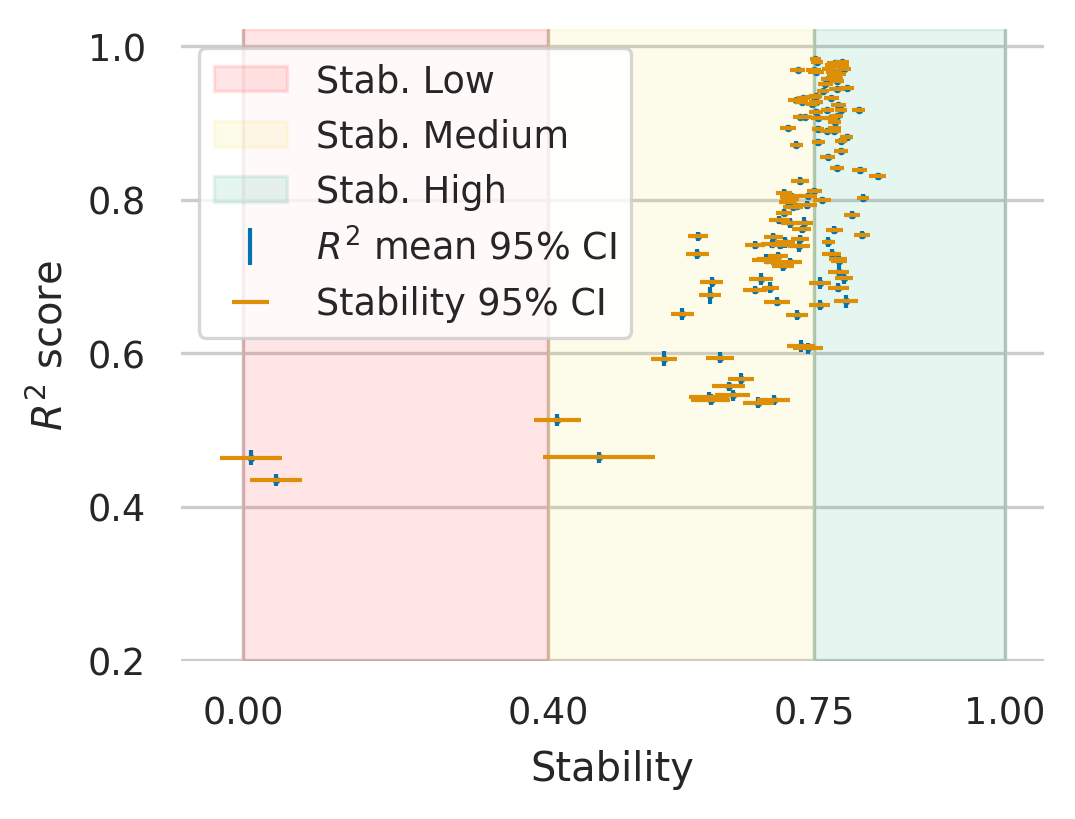 1.0
0.8
0.6
0.4
0.2
R² score
Stab. Low
Stab. Medium
Stab. High
R² mean 95% CI
Stability 95% CI
0.00 0.40 0.75 1.00
Stability